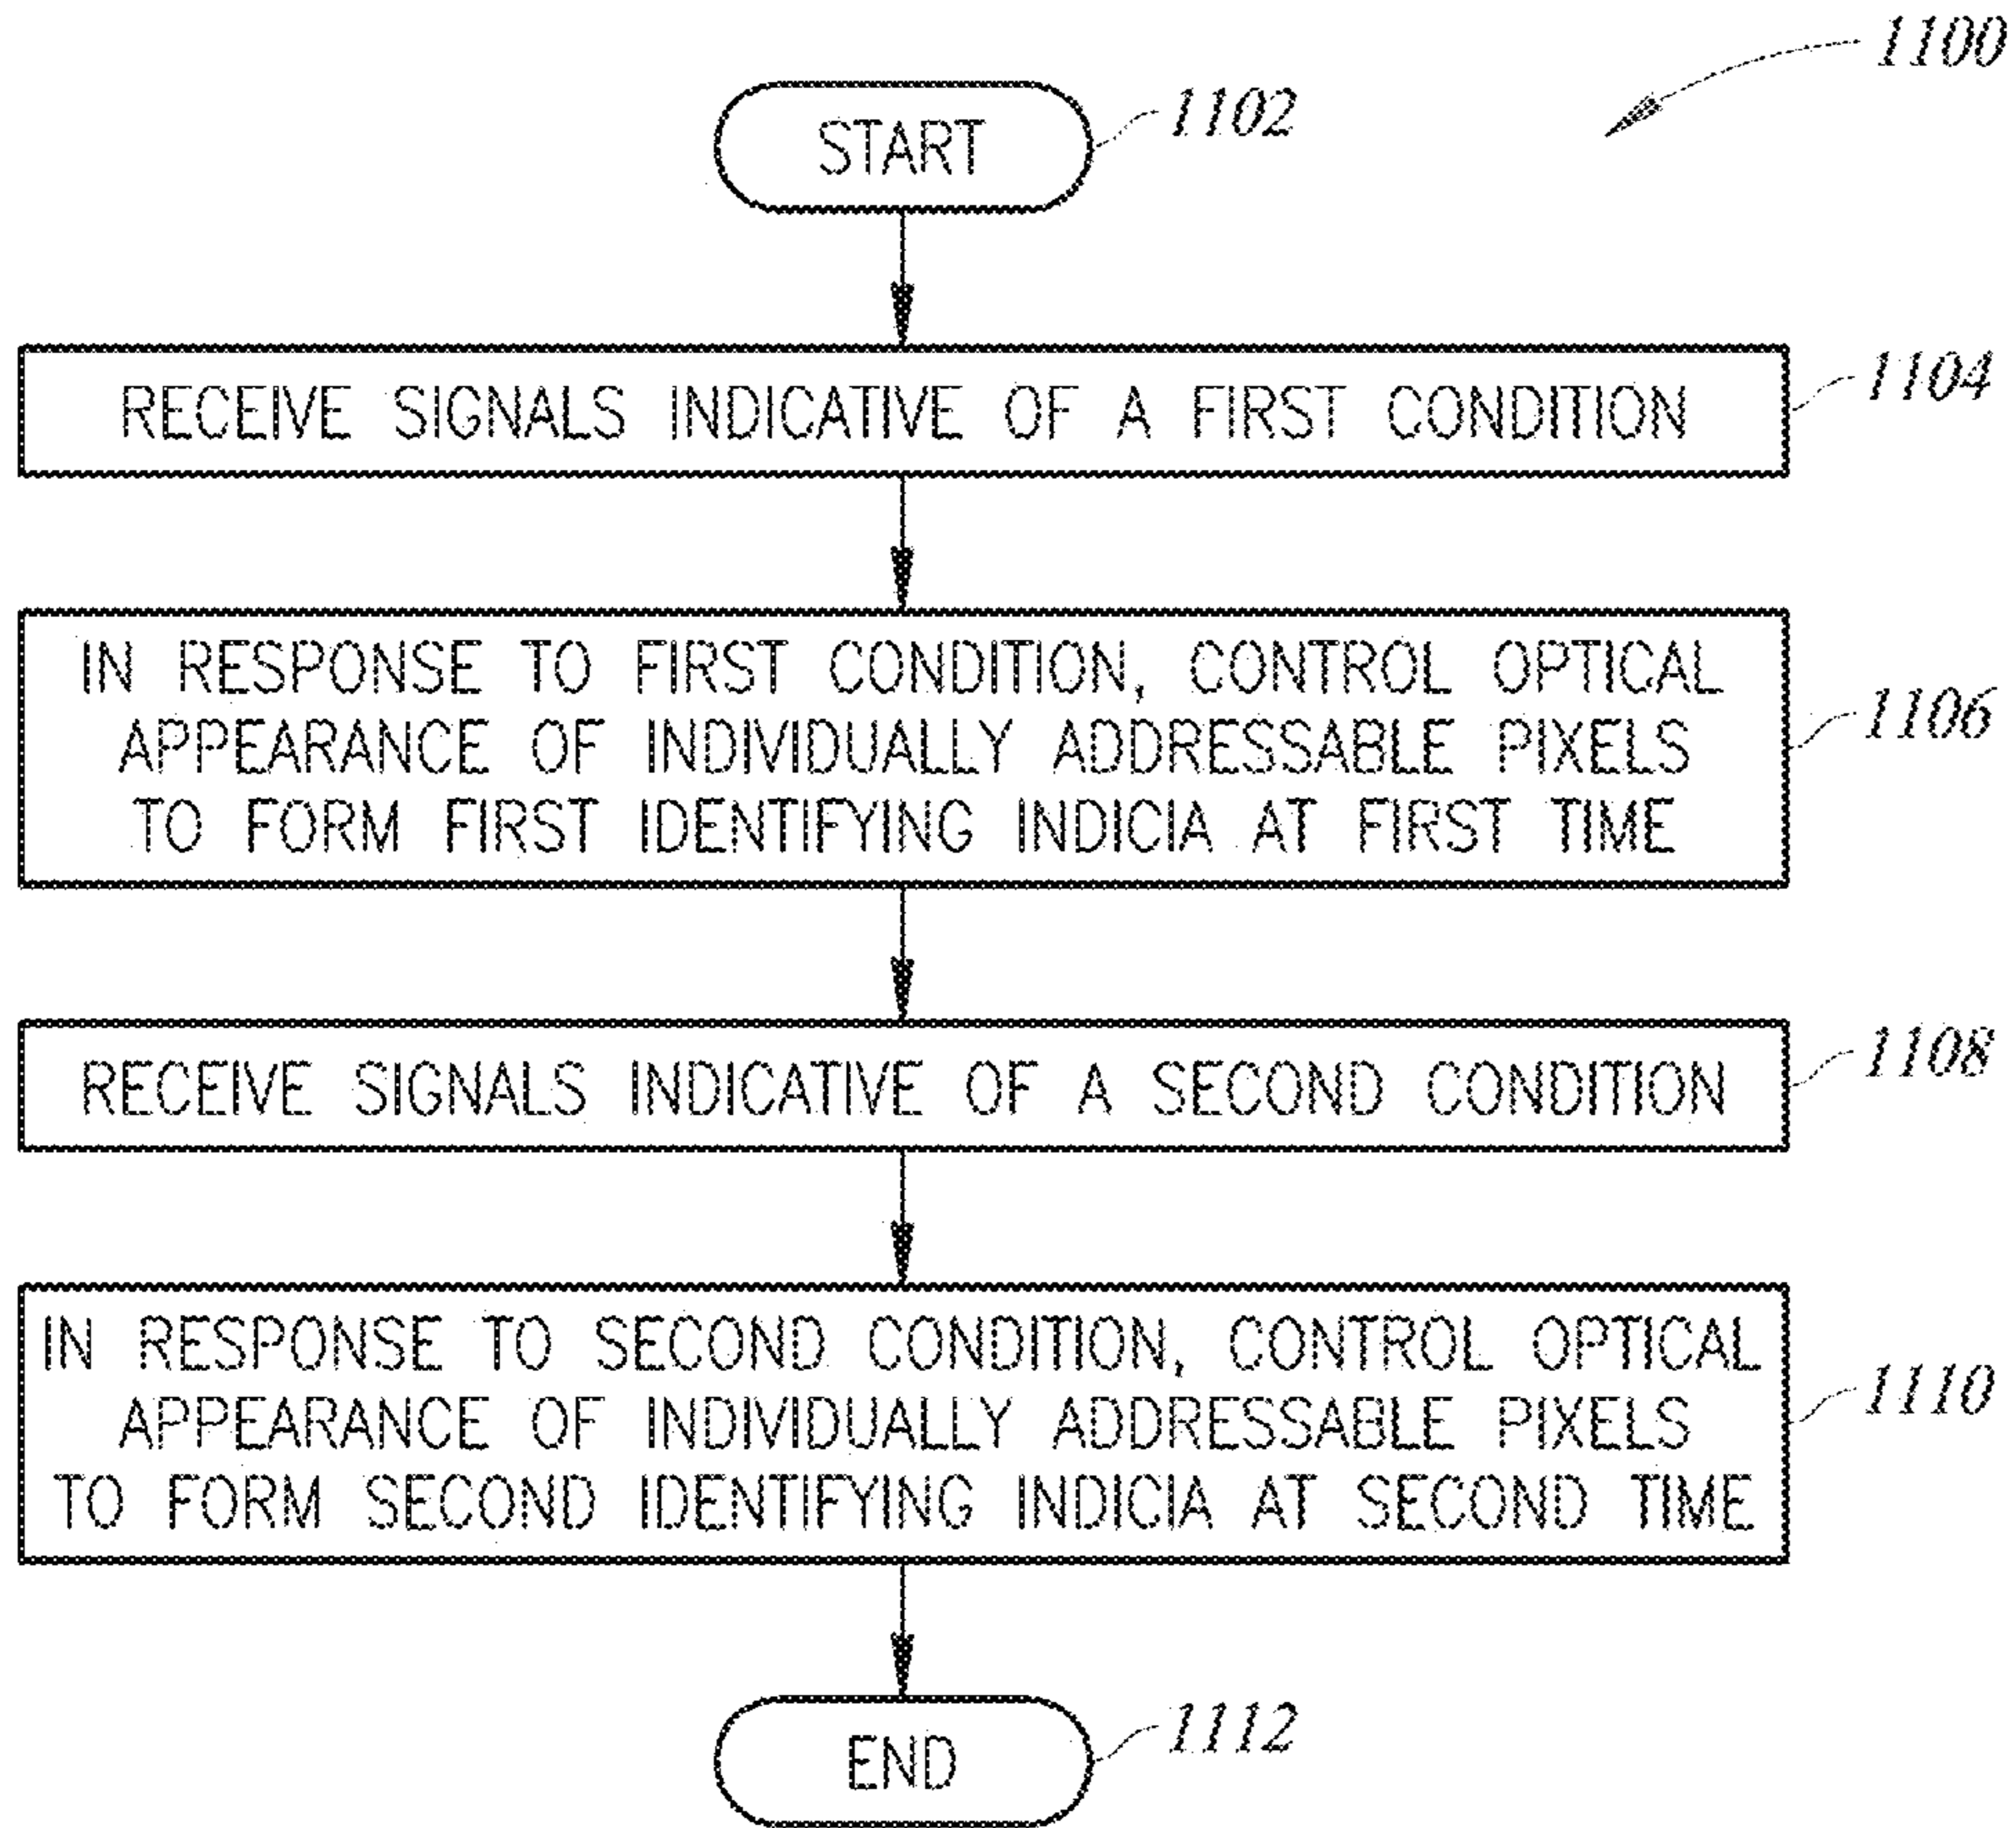 1100
START
1102
RECEIVE SIGNALS INDICATIVE OF A FIRST CONDITION
1104
IN RESPONSE TO FIRST CONDITION, CONTROL OPTICAL
APPEARANCE OF INDIVIDUALLY ADDRESSABLE PIXELS
TO FORM FIRST IDENTIFYING INDICIA AT FIRST TIME
1106
RECEIVE SIGNALS INDICATIVE OF A SECOND CONDITION
1108
IN RESPONSE TO SECOND CONDITION, CONTROL OPTICAL
APPEARANCE OF INDIVIDUALLY ADDRESSABLE PIXELS
TO FORM SECOND IDENTIFYING INDICIA AT SECOND TIME
1110
END
1112